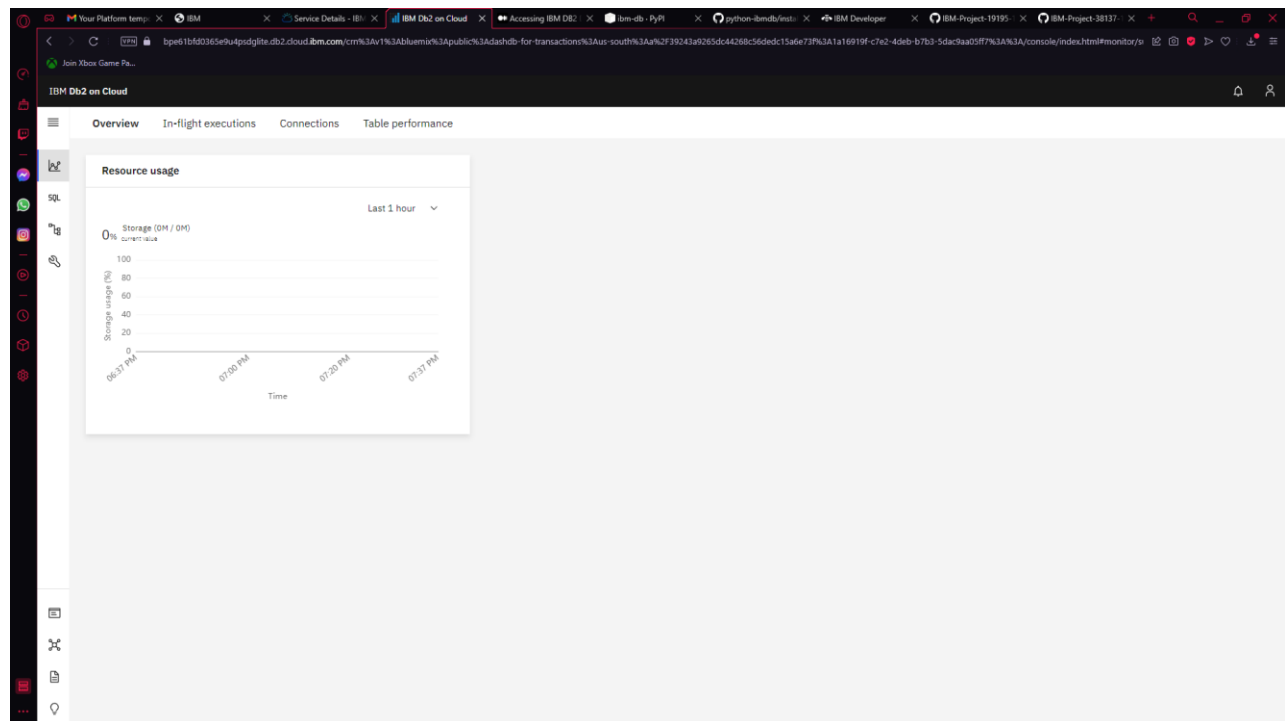 M Your Platform temp
IBM
Service Details - IBM
IBM Db2 on Cloud
Accessing IBM DB2
ibm-db · PyPI
python-ibmdb/insta
IBM Developer
IBM-Project-19195-
IBM-Project-38137-
VPN
bpe61bfd0365e9u4psdglite.db2.cloud.ibm.com/crn%3Av1%3Abluemix%3Apublic%3Adashdb-for-transactions%3Aus-south%3Aa%2F39243a9265dc44268c56dedc15a6e73f%3A1a16919f-c7e2-4deb-b7b3-5dac9aa05ff7%3A%3A/console/index.html#monitor/s
Join Xbox Game Pa...
IBM Db2 on Cloud
Overview
In-flight executions
Connections
Table performance
Resource usage
SQL
Last 1 hour
0%
Storage (0M / 0M)
current value
100
80
60
40
20
0
Storage usage (%)
06:37 PM
07:00 PM
07:20 PM
07:37 PM
Time